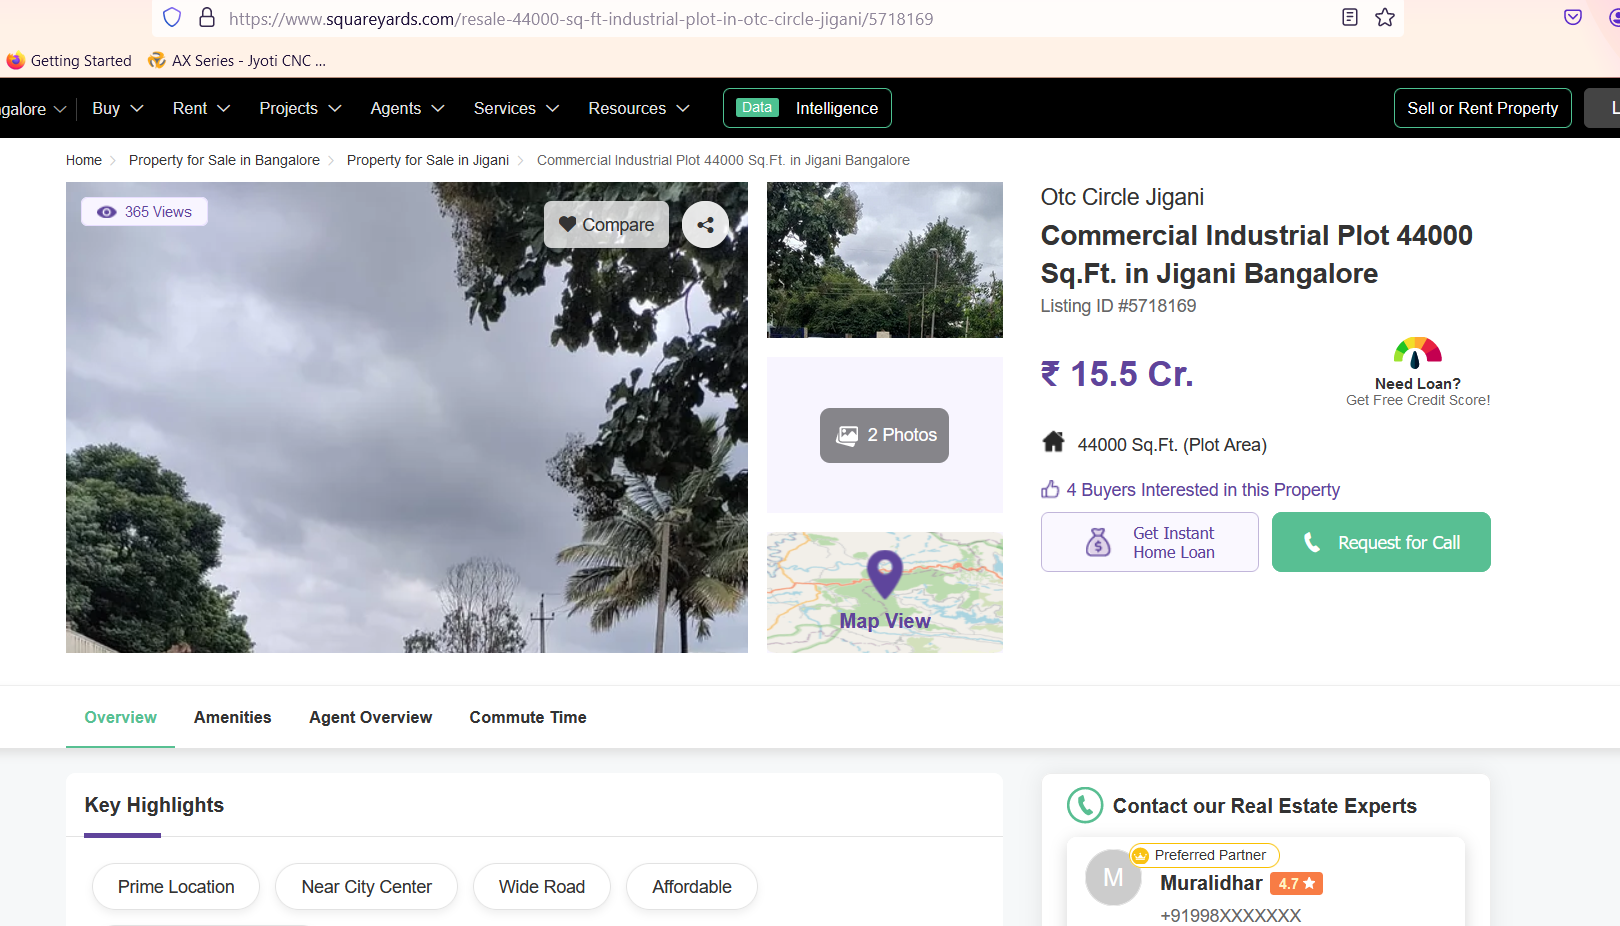 https://www.squareyards.com/resale-44000-sq-ft-industrial-plot-in-otc-circle-jigani/5718169
Getting Started AX Series - Jyoti CNC ...
ngalore Buy Rent Projects Agents Services Resources Data Intelligence Sell or Rent Property L
Home Property for Sale in Bangalore Property for Sale in Jigani Commercial Industrial Plot 44000 Sq.Ft. in Jigani Bangalore
365 Views
Compare
2 Photos
Map View
Otc Circle Jigani
Commercial Industrial Plot 44000
Sq.Ft. in Jigani Bangalore
Listing ID #5718169
₹ 15.5 Cr.
Need Loan?
Get Free Credit Score!
44000 Sq.Ft. (Plot Area)
4 Buyers Interested in this Property
Get Instant
Home Loan
Request for Call
Overview Amenities Agent Overview Commute Time
Key Highlights
Prime Location Near City Center Wide Road Affordable
Contact our Real Estate Experts
Preferred Partner
M
Muralidhar 4.7
+91998XXXXXXX